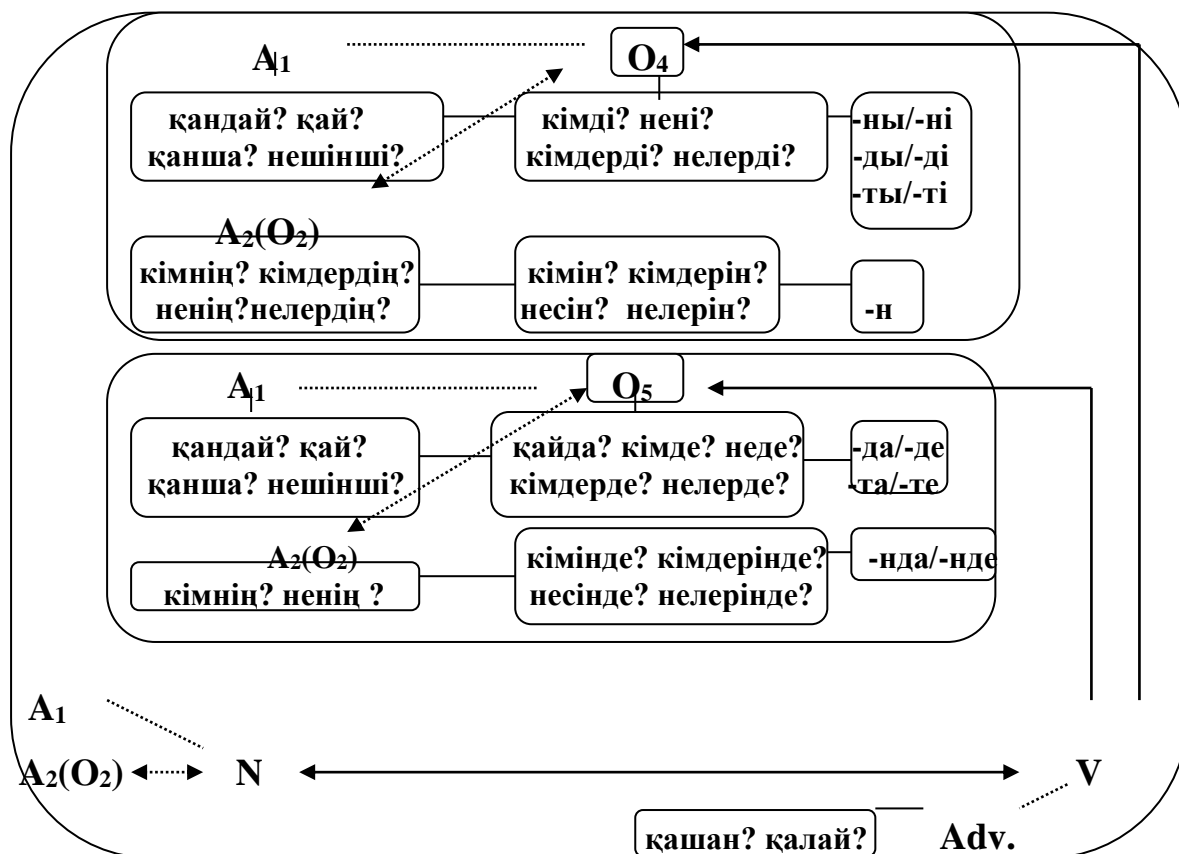 A₁ O₄
қандай? қай? кімді? нені? -ны/-ні
қанша? нешінші? кімдерді? нелерді? -ды/-ді
-ты/-ті
A₂(O₂)
кімнің? кімдердің? кімін? кімдерін?
ненің?нелердің? несін? нелерін? -н
A₁ O₅
қандай? қай? қайда? кімде? неде? -да/-де
қанша? нешінші? кімдерде? нелерде? -та/-те
A₂(O₂) кімінде? кімдерінде? -нда/-нде
кімнің? ненің ? несінде? нелерінде?
A₁
A₂(O₂) N V
қашан? қалай? Adv.